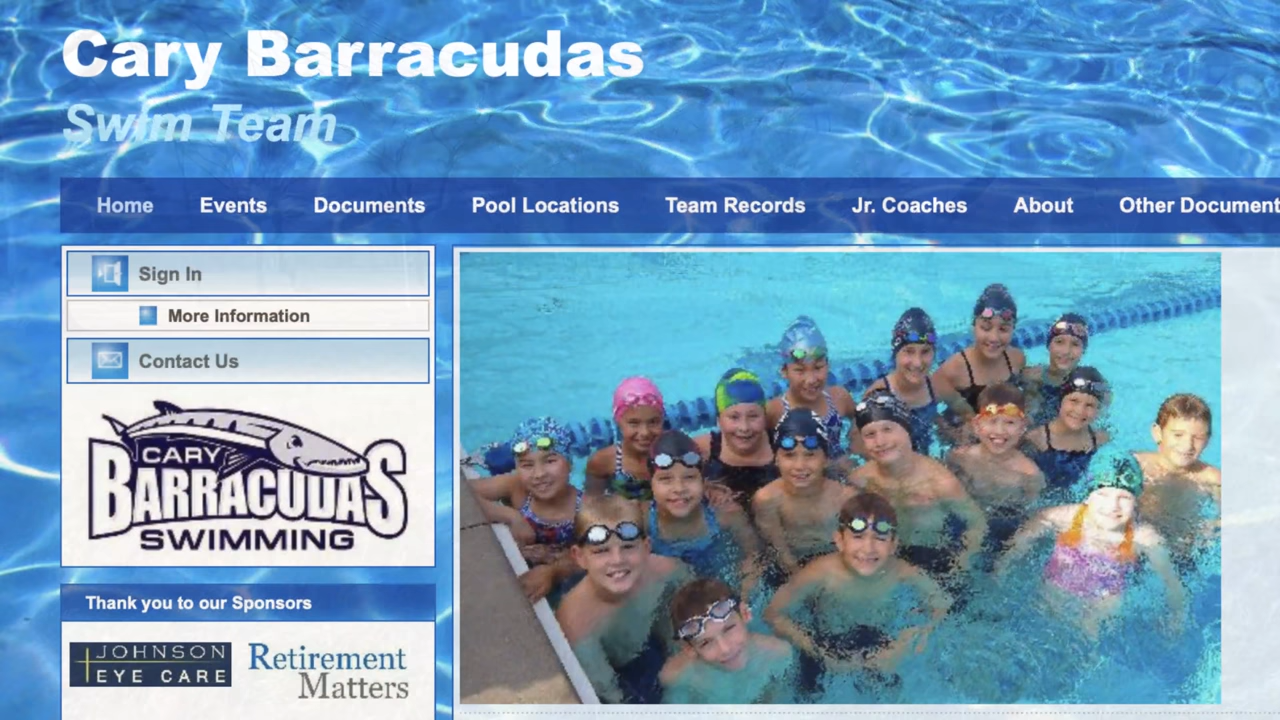 Cary Barracudas
Swim Team
Home Events Documents Pool Locations Team Records Jr. Coaches About Other Document
Sign In
More Information
Contact Us
CARY
BARRACUDAS
SWIMMING
Thank you to our Sponsors
JOHNSON
EYE CARE
Retirement
Matters